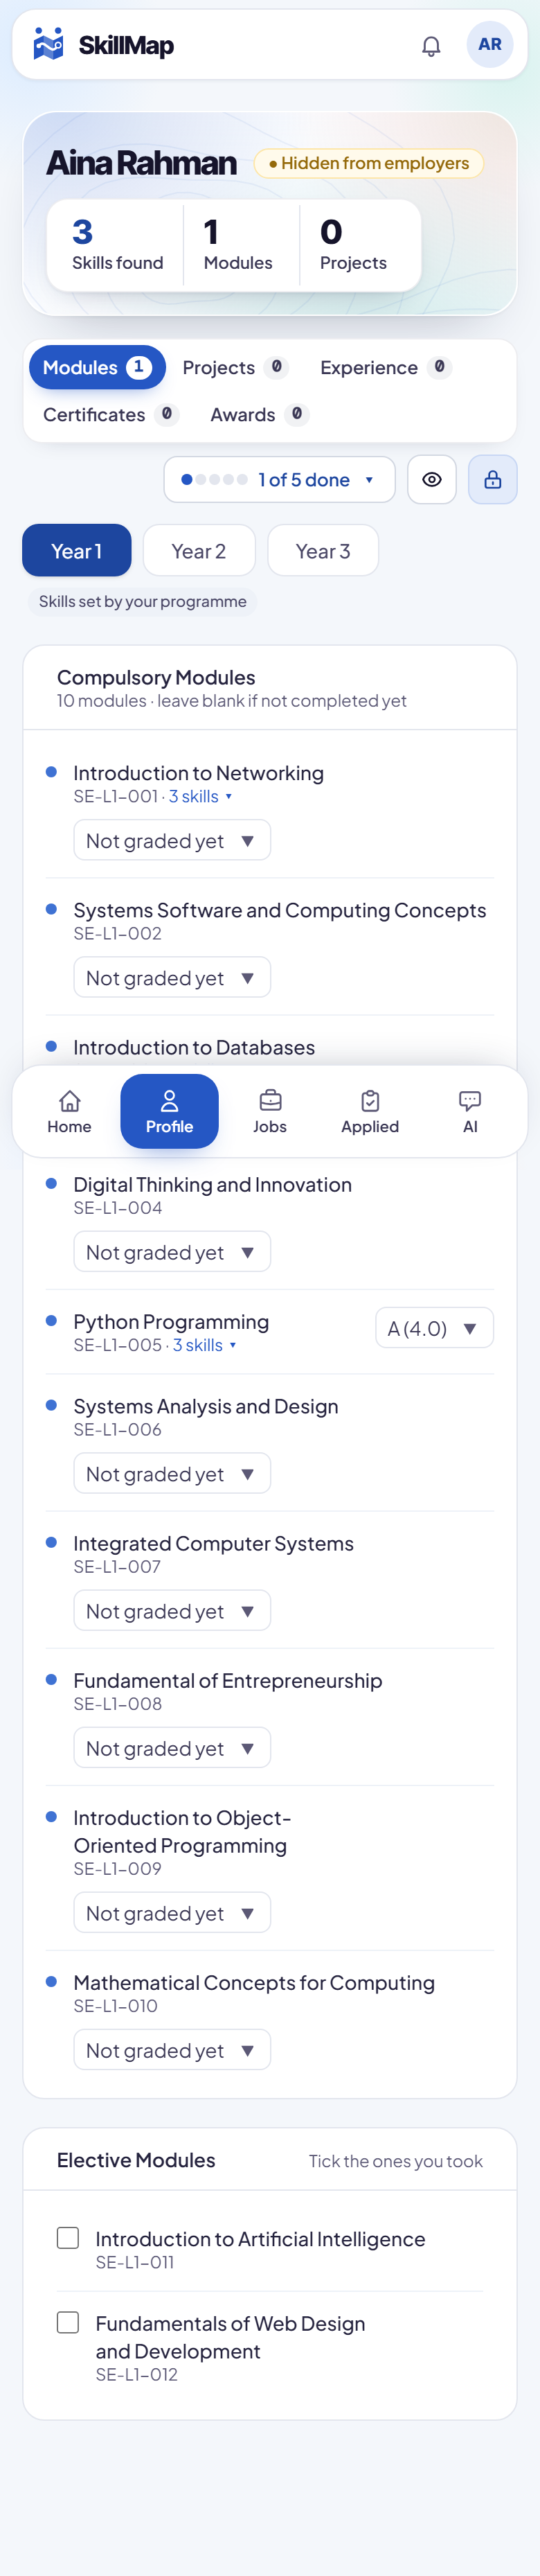 SkillMap
AR
Aina Rahman
● Hidden from employers
3
Skills found
1
Modules
0
Projects
Modules 1
Projects 0
Experience 0
Certificates 0
Awards 0
1 of 5 done ▾
Year 1
Year 2
Year 3
Skills set by your programme
Compulsory Modules
10 modules · leave blank if not completed yet
Introduction to Networking
SE-L1-001 · 3 skills ▾
Not graded yet ▼
Systems Software and Computing Concepts
SE-L1-002
Not graded yet ▼
Introduction to Databases
Home
Profile
Jobs
Applied
AI
Digital Thinking and Innovation
SE-L1-004
Not graded yet ▼
Python Programming
SE-L1-005 · 3 skills ▾
A (4.0) ▼
Systems Analysis and Design
SE-L1-006
Not graded yet ▼
Integrated Computer Systems
SE-L1-007
Not graded yet ▼
Fundamental of Entrepreneurship
SE-L1-008
Not graded yet ▼
Introduction to Object-
Oriented Programming
SE-L1-009
Not graded yet ▼
Mathematical Concepts for Computing
SE-L1-010
Not graded yet ▼
Elective Modules
Tick the ones you took
Introduction to Artificial Intelligence
SE-L1-011
Fundamentals of Web Design
and Development
SE-L1-012